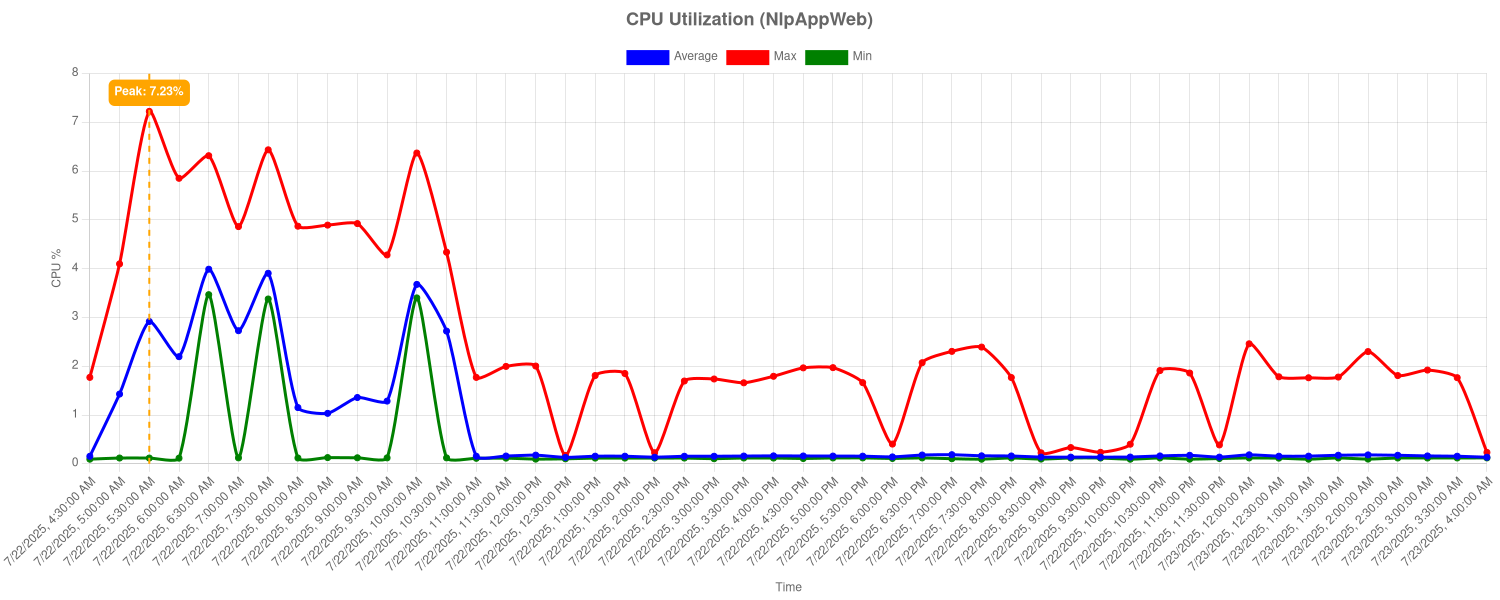 CPU Utilization (NlpAppWeb)
Average Max Min
8
Peak: 7.23%
7
6
5
4
3
2
1
0
CPU %
7/22/2025, 4:30:00 AM
7/22/2025, 5:00:00 AM
7/22/2025, 5:30:00 AM
7/22/2025, 6:00:00 AM
7/22/2025, 6:30:00 AM
7/22/2025, 7:00:00 AM
7/22/2025, 7:30:00 AM
7/22/2025, 8:00:00 AM
7/22/2025, 8:30:00 AM
7/22/2025, 9:00:00 AM
7/22/2025, 9:30:00 AM
7/22/2025, 10:00:00 AM
7/22/2025, 10:30:00 AM
7/22/2025, 11:00:00 AM
7/22/2025, 11:30:00 AM
7/22/2025, 12:00:00 PM
7/22/2025, 12:30:00 PM
7/22/2025, 1:00:00 PM
7/22/2025, 1:30:00 PM
7/22/2025, 2:00:00 PM
7/22/2025, 2:30:00 PM
7/22/2025, 3:00:00 PM
7/22/2025, 3:30:00 PM
7/22/2025, 4:00:00 PM
7/22/2025, 4:30:00 PM
7/22/2025, 5:00:00 PM
7/22/2025, 5:30:00 PM
7/22/2025, 6:00:00 PM
7/22/2025, 6:30:00 PM
7/22/2025, 7:00:00 PM
7/22/2025, 7:30:00 PM
7/22/2025, 8:00:00 PM
7/22/2025, 8:30:00 PM
7/22/2025, 9:00:00 PM
7/22/2025, 9:30:00 PM
7/22/2025, 10:00:00 PM
7/22/2025, 10:30:00 PM
7/22/2025, 11:00:00 PM
7/22/2025, 11:30:00 PM
7/23/2025, 12:00:00 AM
7/23/2025, 12:30:00 AM
7/23/2025, 1:00:00 AM
7/23/2025, 1:30:00 AM
7/23/2025, 2:00:00 AM
7/23/2025, 2:30:00 AM
7/23/2025, 3:00:00 AM
7/23/2025, 3:30:00 AM
7/23/2025, 4:00:00 AM
Time